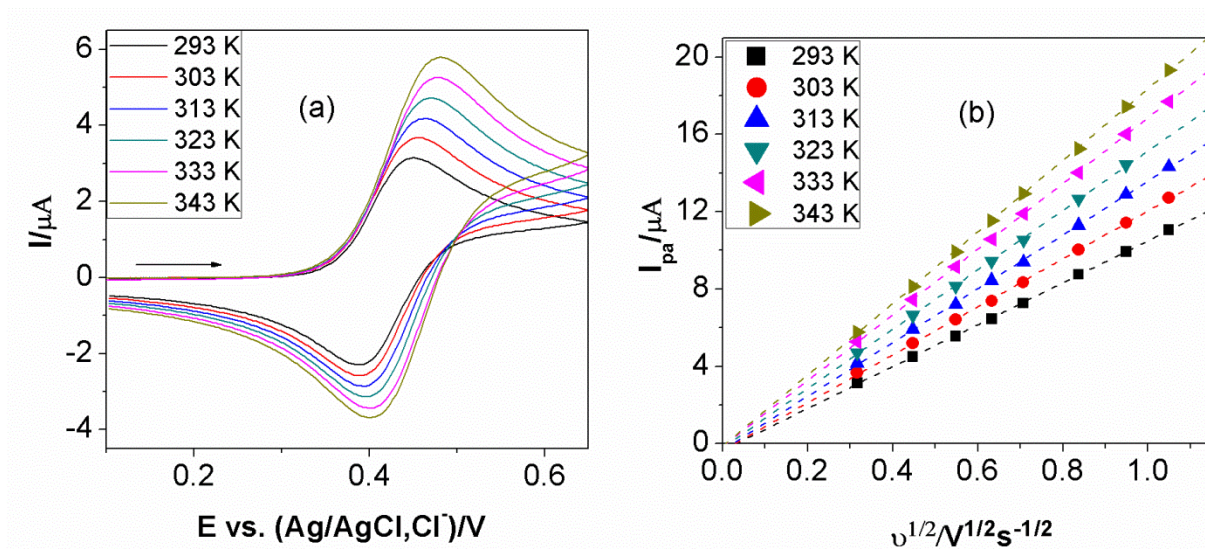 6
4
2
0
-2
-4
I/μA
293 K
303 K
313 K
323 K
333 K
343 K
(a)
0.2
0.4
0.6
E vs. (Ag/AgCl,Cl⁻)/V
20
16
12
8
4
0
I_pa/μA
293 K
303 K
313 K
323 K
333 K
343 K
(b)
0.0
0.2
0.4
0.6
0.8
1.0
υ^1/2/V^1/2s^-1/2